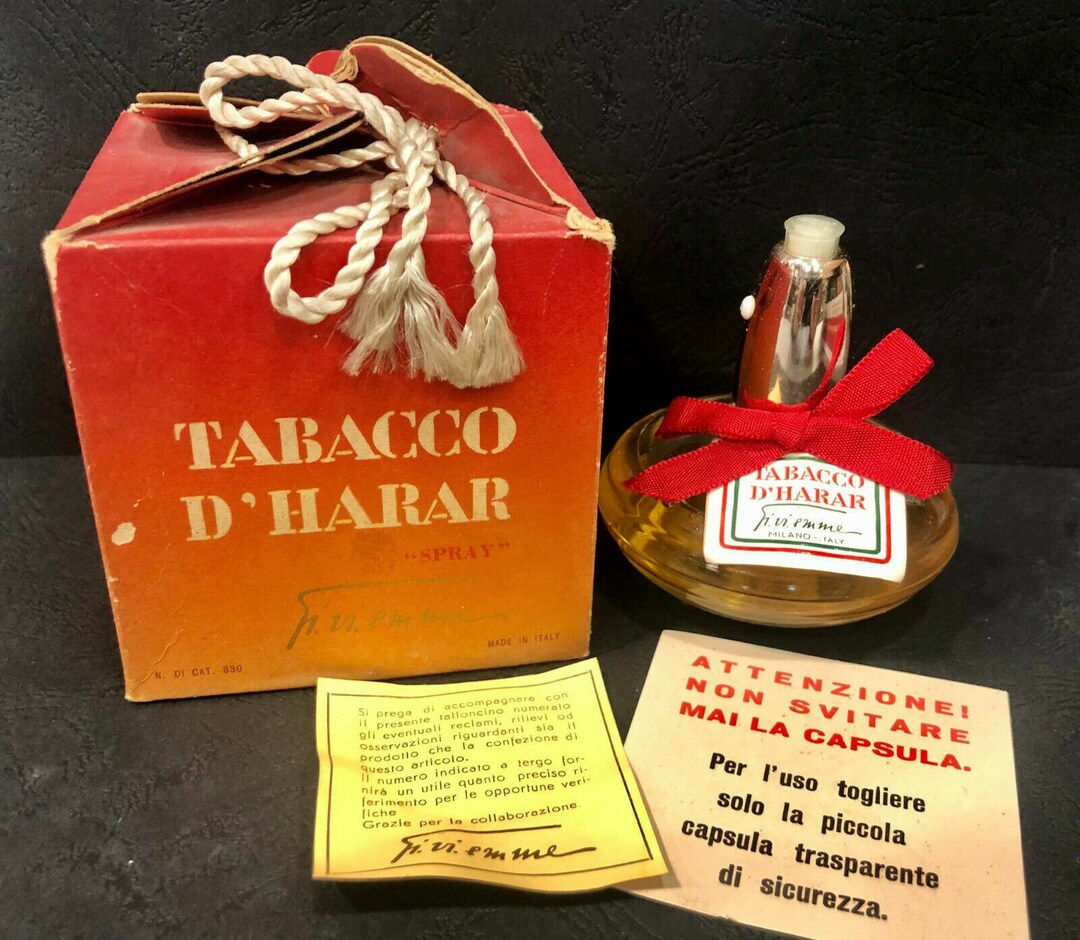 TABACCO
D'HARAR
"SPRAY"
Gi.vi.emme
MADE IN ITALY
N. DI CAT. 830
TABACCO
D'HARAR
Gi.vi.emme
MILANO - ITALY
Si prega di accompagnare con
il presente talloncino numerato
gli eventuali reclami, rilievi od
osservazioni riguardanti sia il
prodotto che la confezione di
questo articolo.
Il numero indicato a tergo for-
nirà un utile quanto preciso ri-
ferimento per le opportune veri-
fiche
Grazie per la collaborazione
Gi.vi.emme
ATTENZIONE!
NON SVITARE
MAI LA CAPSULA.
Per l'uso togliere
solo la piccola
capsula trasparente
di sicurezza.